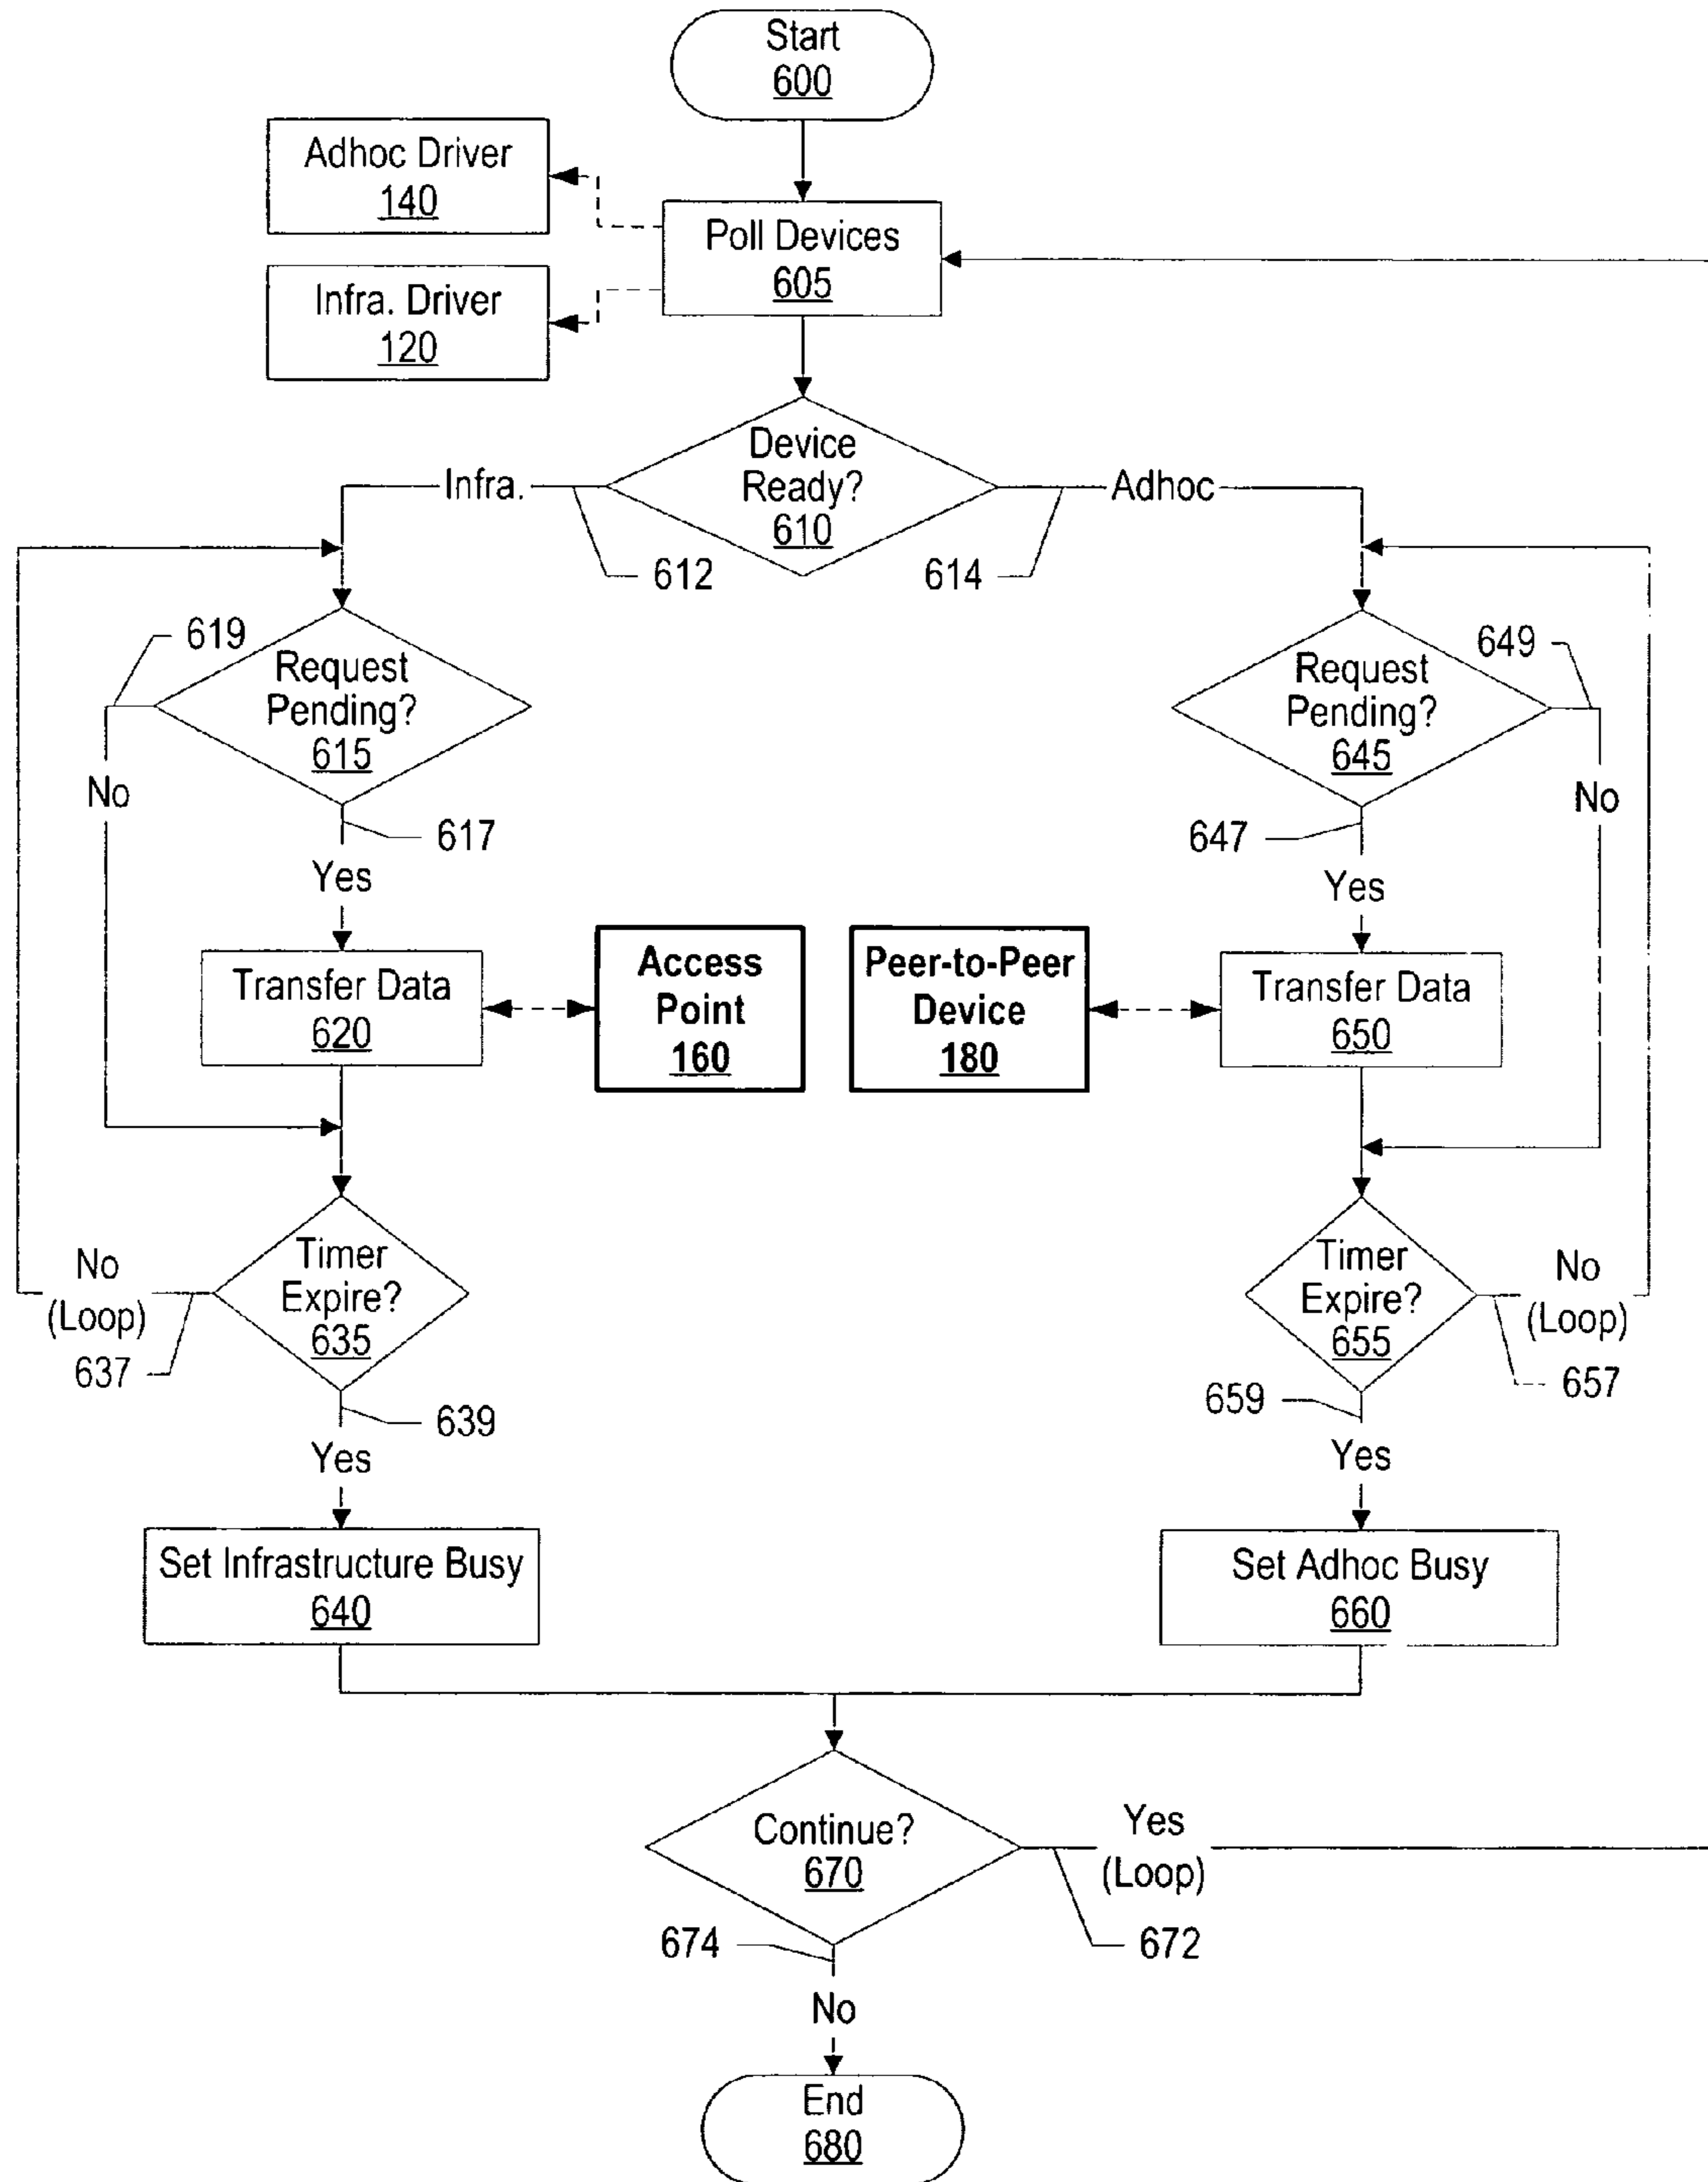 Start
600
Adhoc Driver
140
Poll Devices
605
Infra. Driver
120
Device
Ready?
610
Infra.
Adhoc
612
614
619
Request
Pending?
615
No
617
Yes
649
Request
Pending?
645
No
647
Yes
Transfer Data
620
Access
Point
160
Peer-to-Peer
Device
180
Transfer Data
650
Timer
Expire?
635
No
(Loop)
637
639
Yes
Timer
Expire?
655
No
(Loop)
657
659
Yes
Set Infrastructure Busy
640
Set Adhoc Busy
660
Continue?
670
Yes
(Loop)
672
674
No
End
680